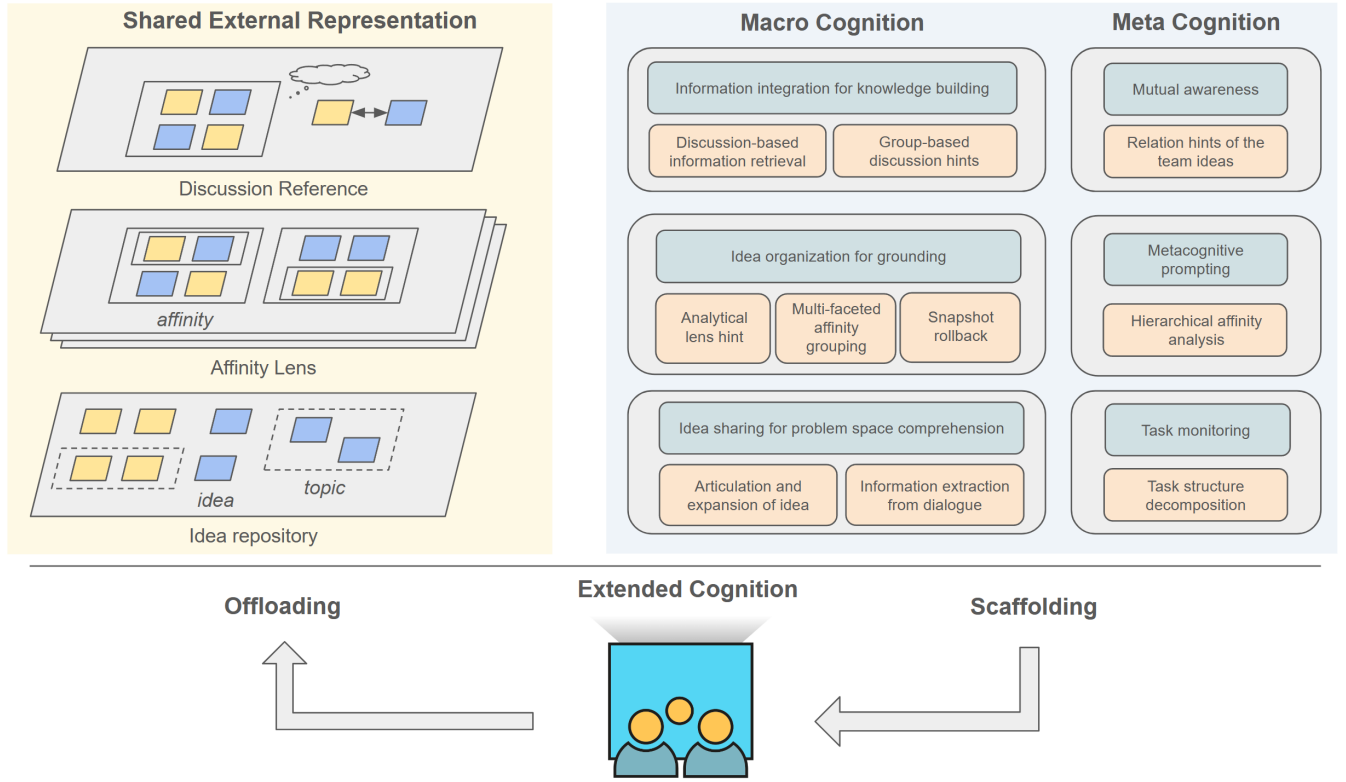 Shared External Representation
Discussion Reference
affinity
Affinity Lens
idea
topic
Idea repository
Macro Cognition
Meta Cognition
Information integration for knowledge building
Discussion-based
information retrieval
Group-based
discussion hints
Mutual awareness
Relation hints of the
team ideas
Idea organization for grounding
Analytical
lens hint
Multi-faceted
affinity
grouping
Snapshot
rollback
Metacognitive
prompting
Hierarchical affinity
analysis
Idea sharing for problem space comprehension
Articulation and
expansion of idea
Information extraction
from dialogue
Task monitoring
Task structure
decomposition
Offloading
Extended Cognition
Scaffolding